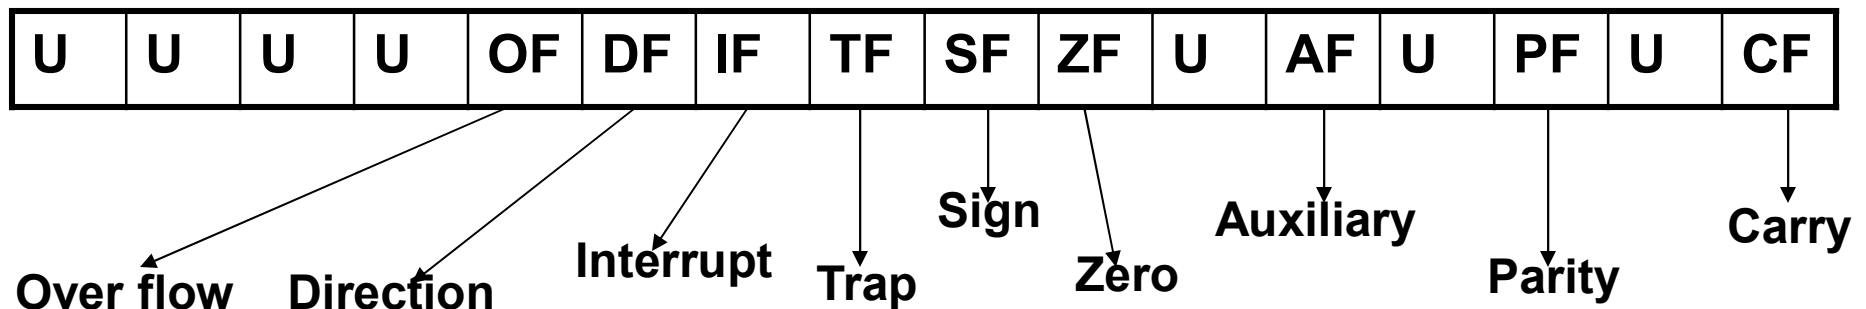 U U U U OF DF IF TF SF ZF U AF U PF U CF
Sign
Auxiliary
Carry
Interrupt
Trap
Zero
Parity
Over flow
Direction